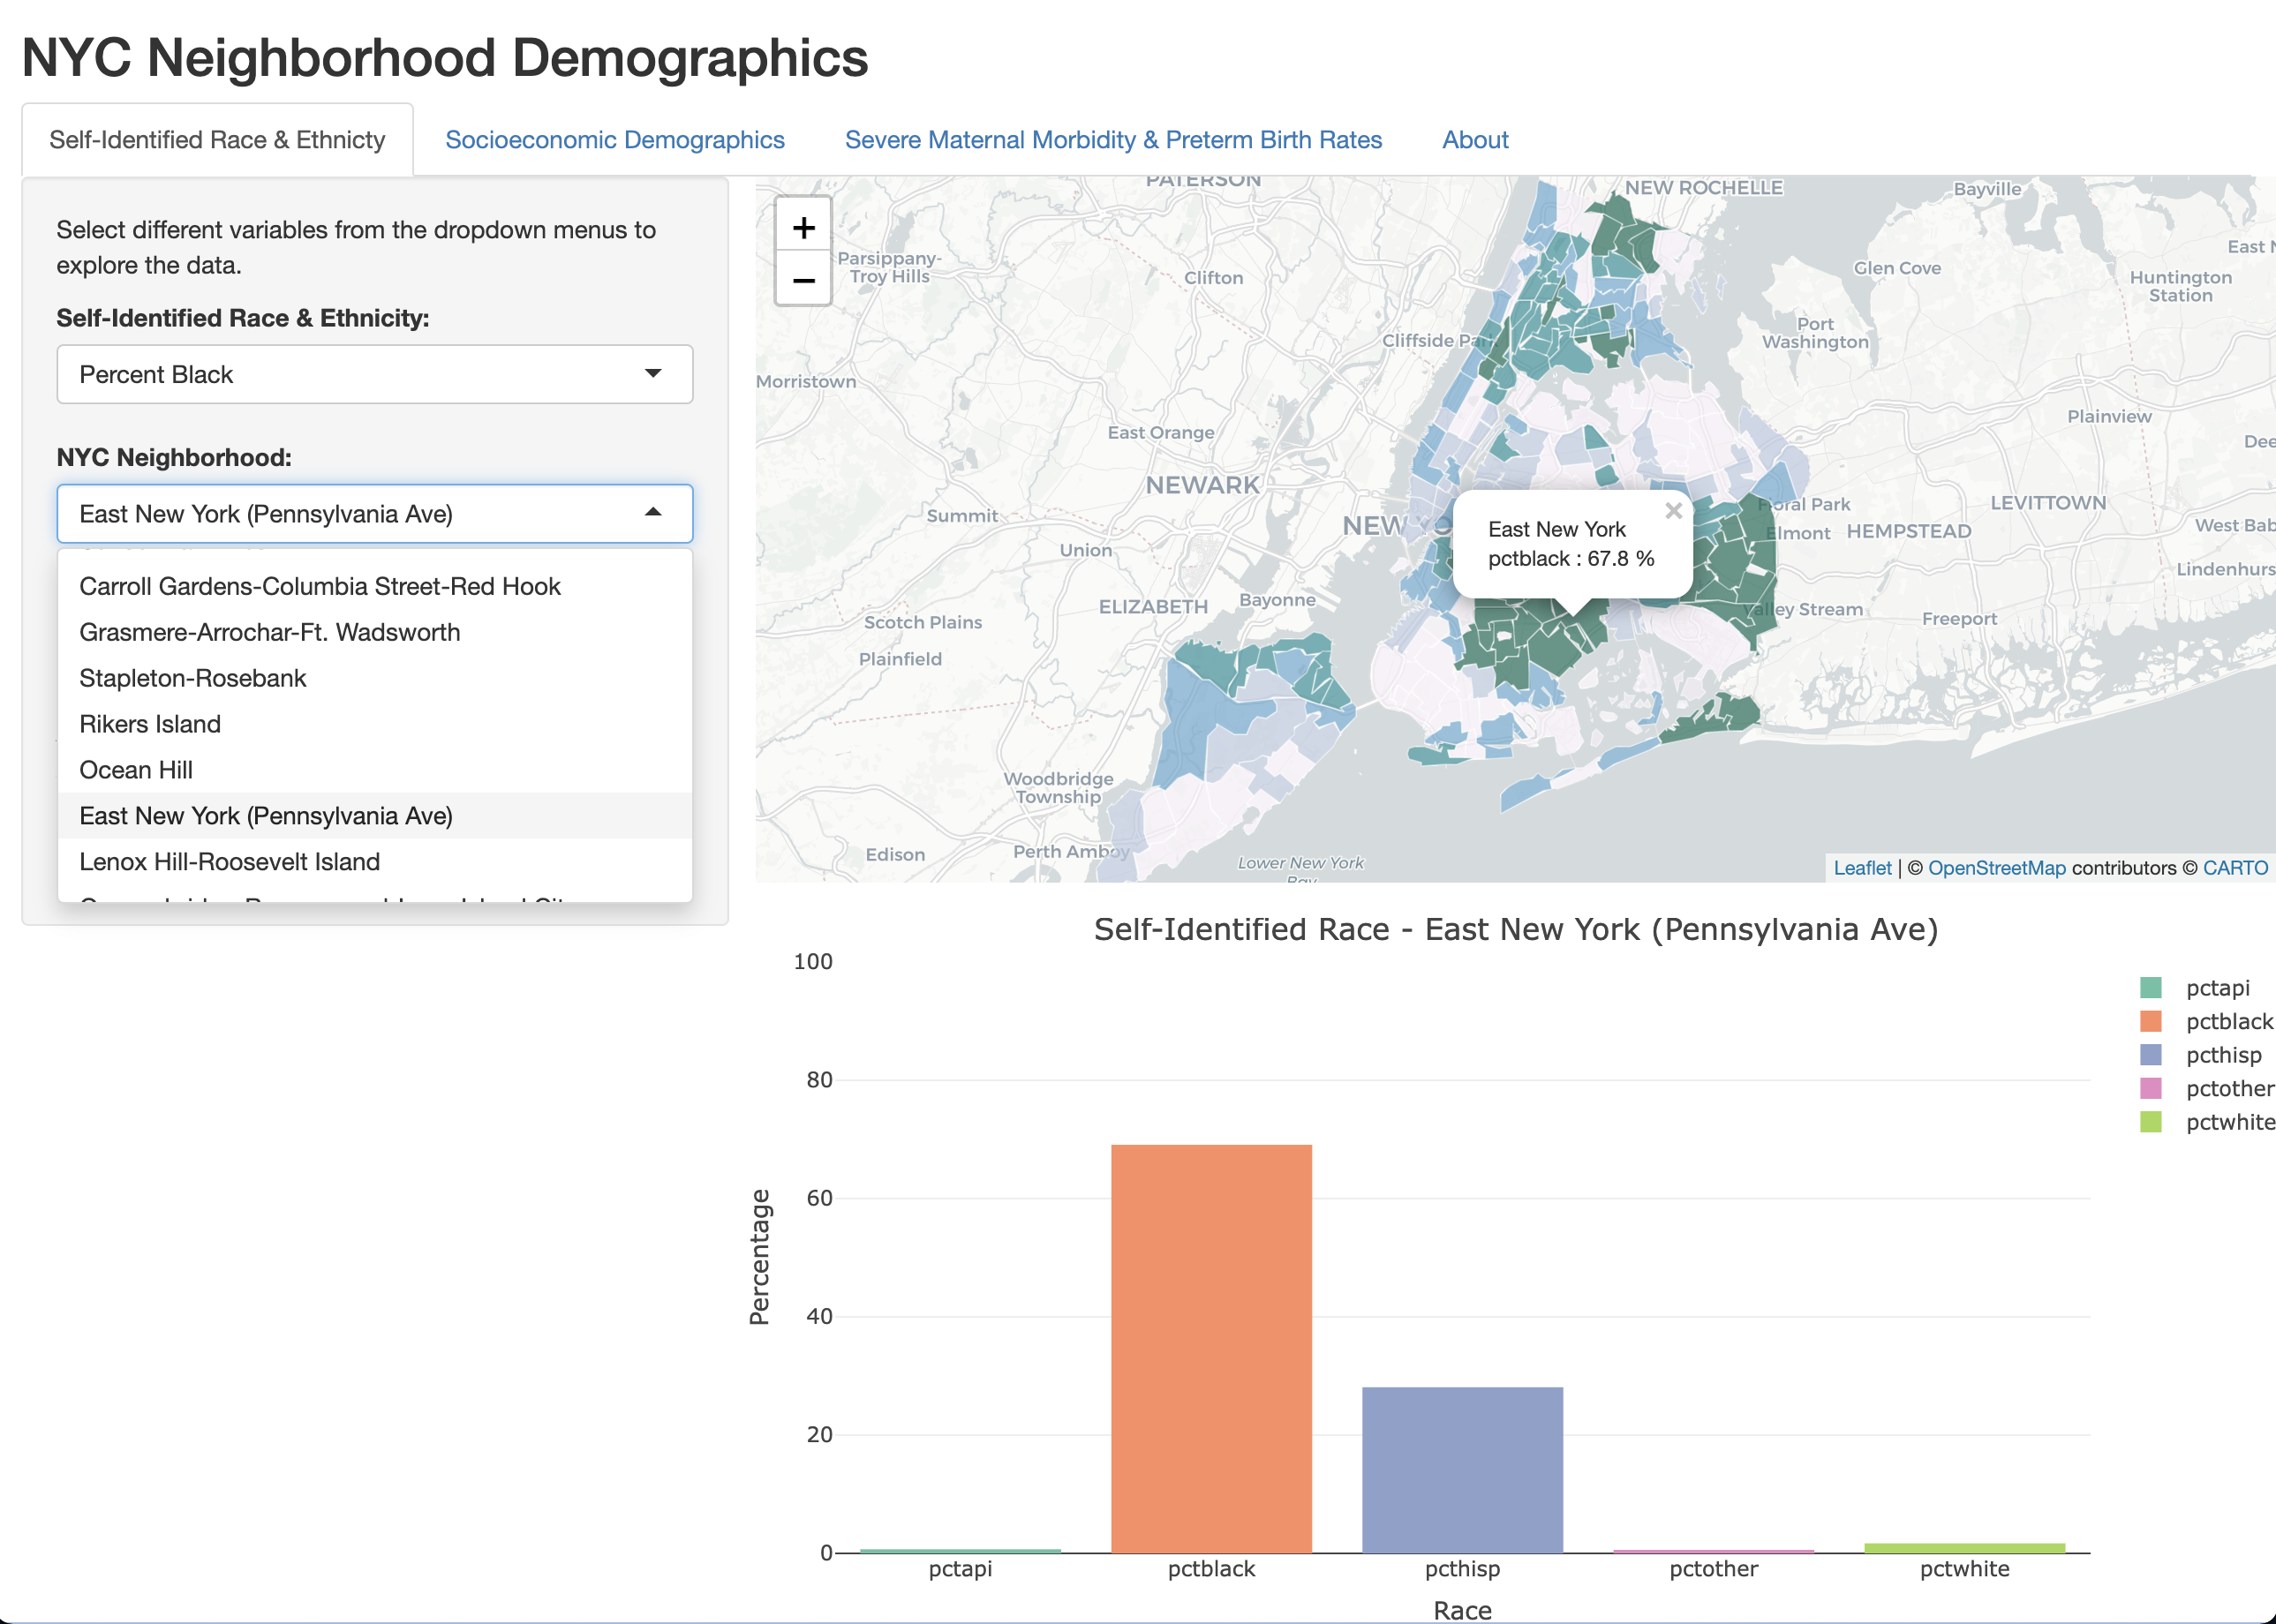 NYC Neighborhood Demographics
Self-Identified Race & Ethnicty
Socioeconomic Demographics
Severe Maternal Morbidity & Preterm Birth Rates
About
Select different variables from the dropdown menus to
explore the data.
Self-Identified Race & Ethnicity:
Percent Black
NYC Neighborhood:
East New York (Pennsylvania Ave)
Carroll Gardens-Columbia Street-Red Hook
Grasmere-Arrochar-Ft. Wadsworth
Stapleton-Rosebank
Rikers Island
Ocean Hill
East New York (Pennsylvania Ave)
Lenox Hill-Roosevelt Island
+
−
PATERSON
NEW ROCHELLE
Bayville
Parsippany-
Troy Hills
Clifton
Glen Cove
East
Huntington
Station
Port
Washington
Cliffside
Morristown
Plainview
East Orange
NEWARK
Summit
NEW
Floral Park
LEVITTOWN
Elmont
HEMPSTEAD
West Bab
Union
East New York
pctblack : 67.8 %
×
Lindenhurs
ELIZABETH
Bayonne
Valley Stream
Freeport
Scotch Plains
Plainfield
Woodbridge
Township
Edison
Perth Amboy
Lower New York
Bay
Leaflet | © OpenStreetMap contributors © CARTO
Self-Identified Race - East New York (Pennsylvania Ave)
100
80
60
40
20
0
Percentage
pctapi
pctblack
pcthisp
pctother
pctwhite
Race
pctapi
pctblack
pcthisp
pctother
pctwhite